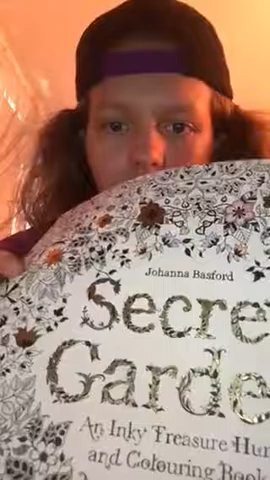 Johanna Basford
Secre
Garde
An Inky Treasure Hun
and Colouring Book